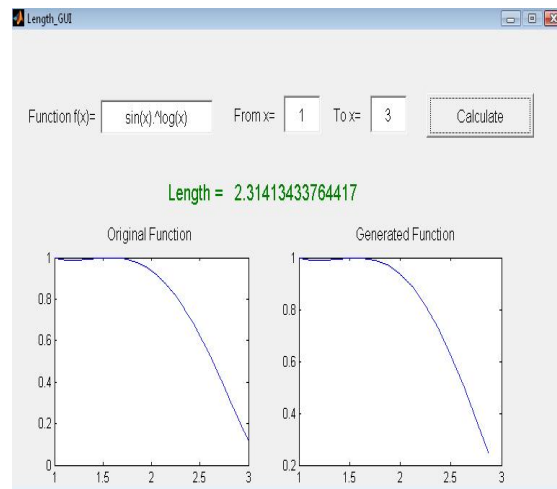 Length_GUI
Function f(x)= sin(x).^log(x) From x= 1 To x= 3 Calculate
Length = 2.31413433764417
Original Function
1
0.8
0.6
0.4
0.2
0
1 1.5 2 2.5 3
Generated Function
1
0.8
0.6
0.4
0.2
1 1.5 2 2.5 3